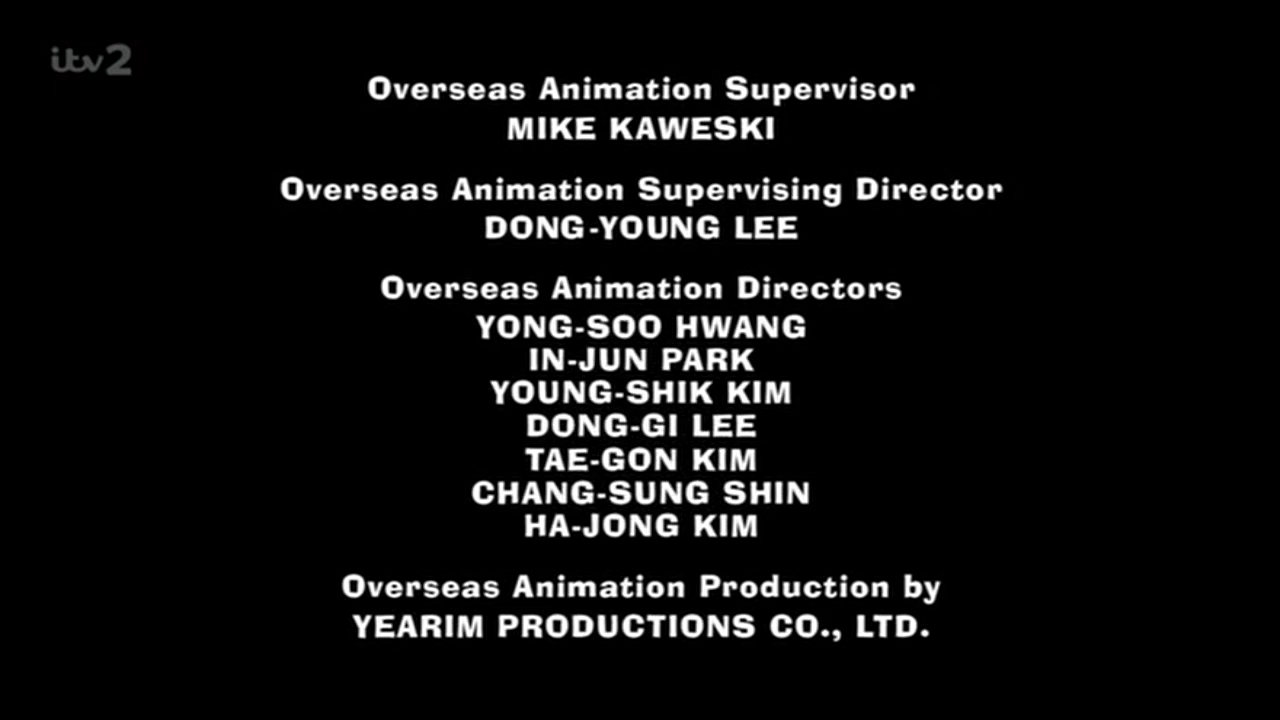 itv2
Overseas Animation Supervisor
MIKE KAWESKI
Overseas Animation Supervising Director
DONG-YOUNG LEE
Overseas Animation Directors
YONG-SOO HWANG
IN-JUN PARK
YOUNG-SHIK KIM
DONG-GI LEE
TAE-GON KIM
CHANG-SUNG SHIN
HA-JONG KIM
Overseas Animation Production by
YEARIM PRODUCTIONS CO., LTD.